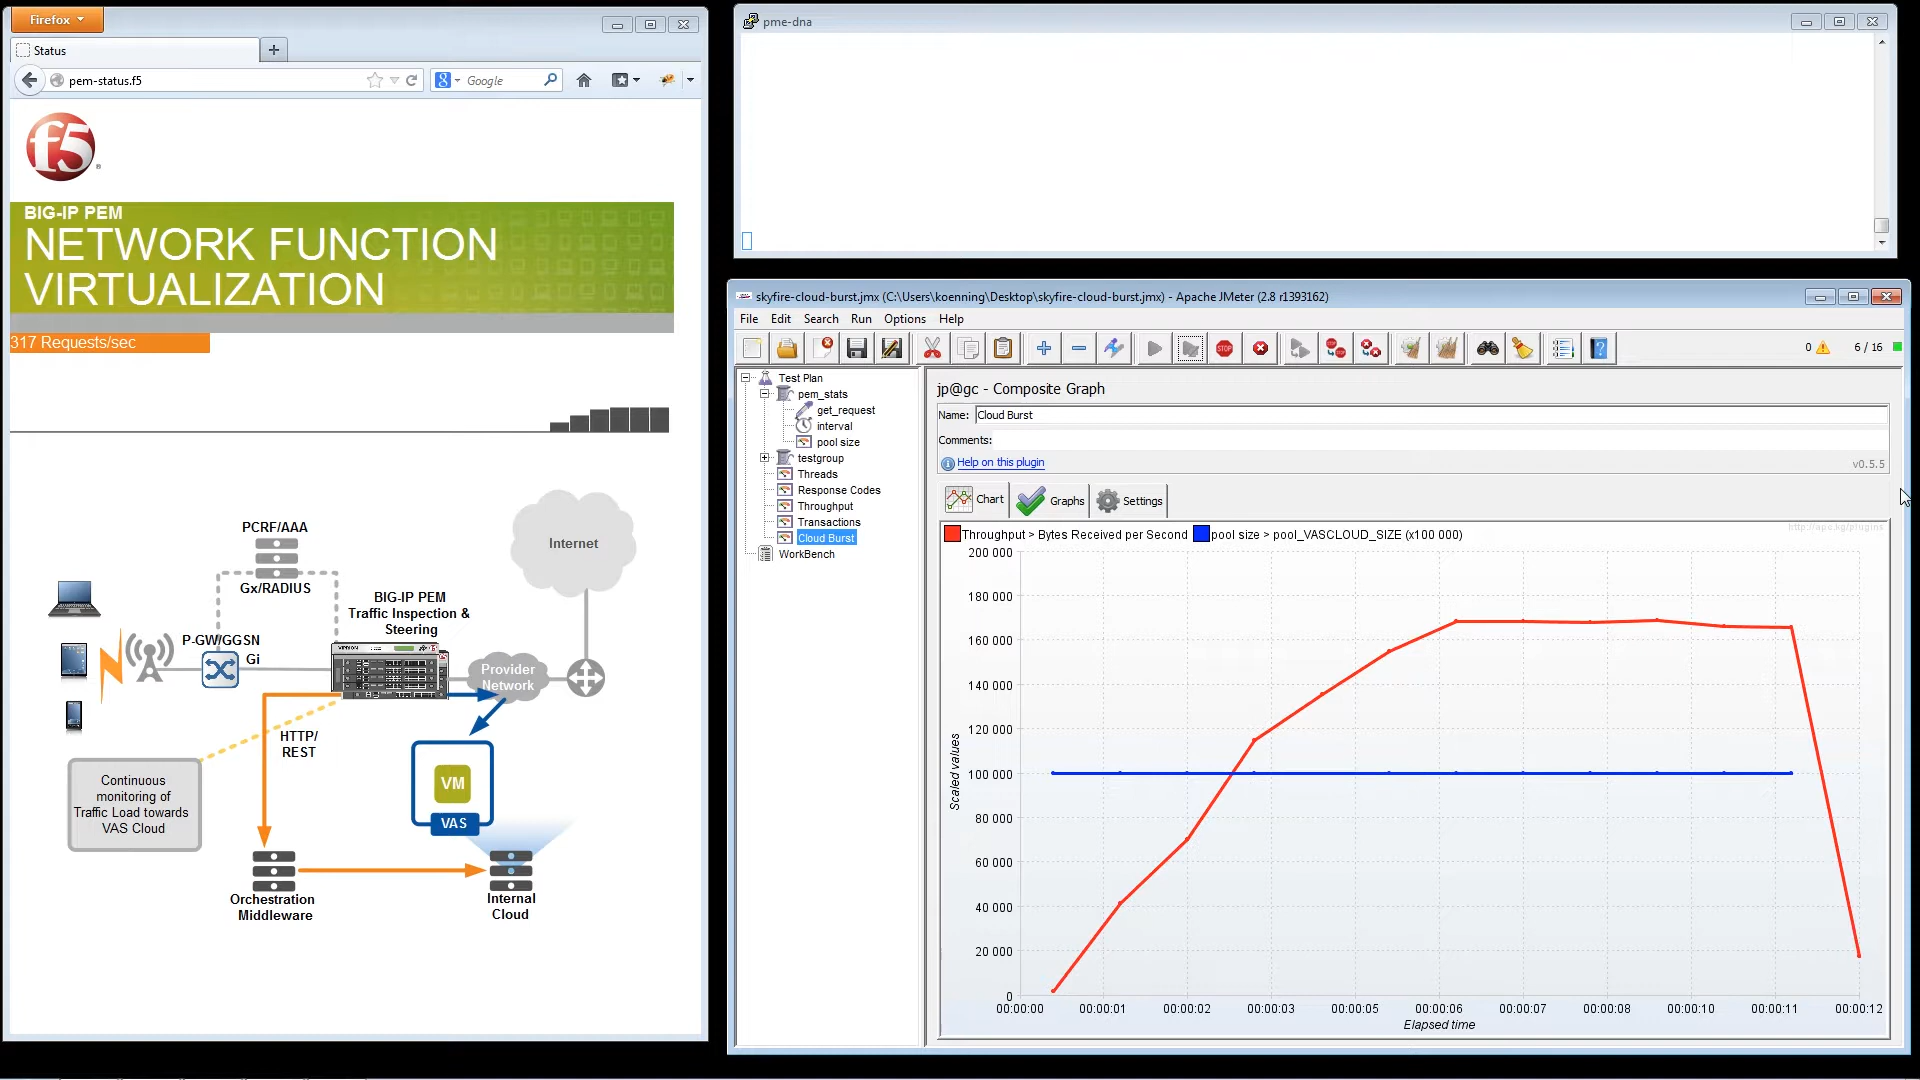 Firefox
Status
pem-status.f5
Google
f5
BIG-IP PEM
NETWORK FUNCTION
VIRTUALIZATION
317 Requests/sec
PCRF/AAA
Gx/RADIUS
Internet
BIG-IP PEM
Traffic Inspection &
Steering
P-GW/GGSN
Gi
Provider
Network
HTTP/
REST
Continuous
monitoring of
Traffic Load towards
VAS Cloud
VM
VAS
Orchestration
Middleware
Internal
Cloud
pme-dna
skyfire-cloud-burst.jmx (C:\Users\koenning\Desktop\skyfire-cloud-burst.jmx) - Apache JMeter (2.8 r1393162)
File Edit Search Run Options Help
0 6 / 16
Test Plan
pem_stats
get_request
interval
pool size
testgroup
Threads
Response Codes
Throughput
Transactions
Cloud Burst
WorkBench
jp@gc - Composite Graph
Name: Cloud Burst
Comments:
Help on this plugin
v0.5.5
Chart Graphs Settings
http://apc.kg/plugins
Throughput > Bytes Received per Second pool size > pool_VASCLOUD_SIZE (x100 000)
200 000
180 000
160 000
140 000
120 000
100 000
80 000
60 000
40 000
20 000
0
Scaled values
00:00:00 00:00:01 00:00:02 00:00:03 00:00:05 00:00:06 00:00:07 00:00:08 00:00:10 00:00:11 00:00:12
Elapsed time